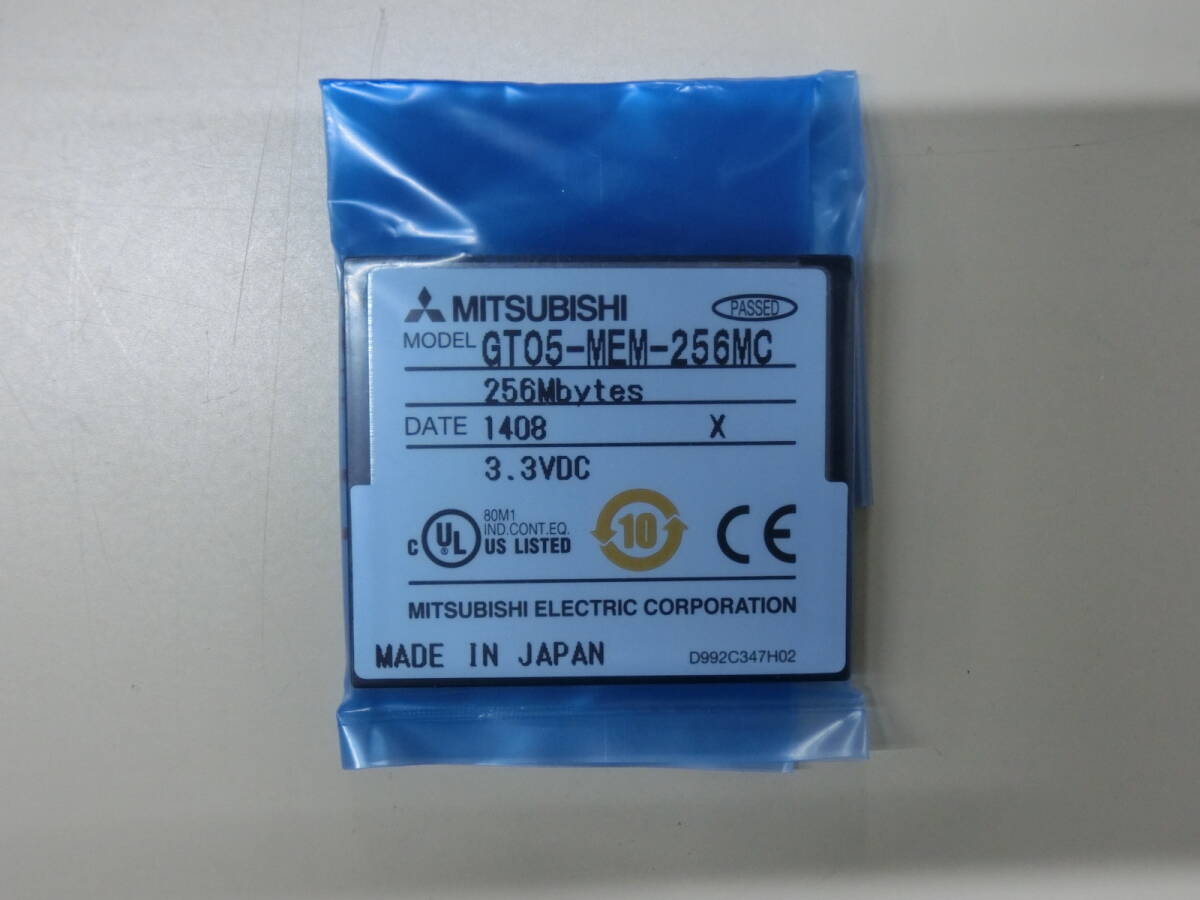 MITSUBISHI PASSED
MODEL GT05-MEM-256MC
256Mbytes
DATE 1408 X
3.3VDC
80M1
IND.CONT.EQ.
C UL US LISTED 10 CE
MITSUBISHI ELECTRIC CORPORATION
MADE IN JAPAN D992C347H02